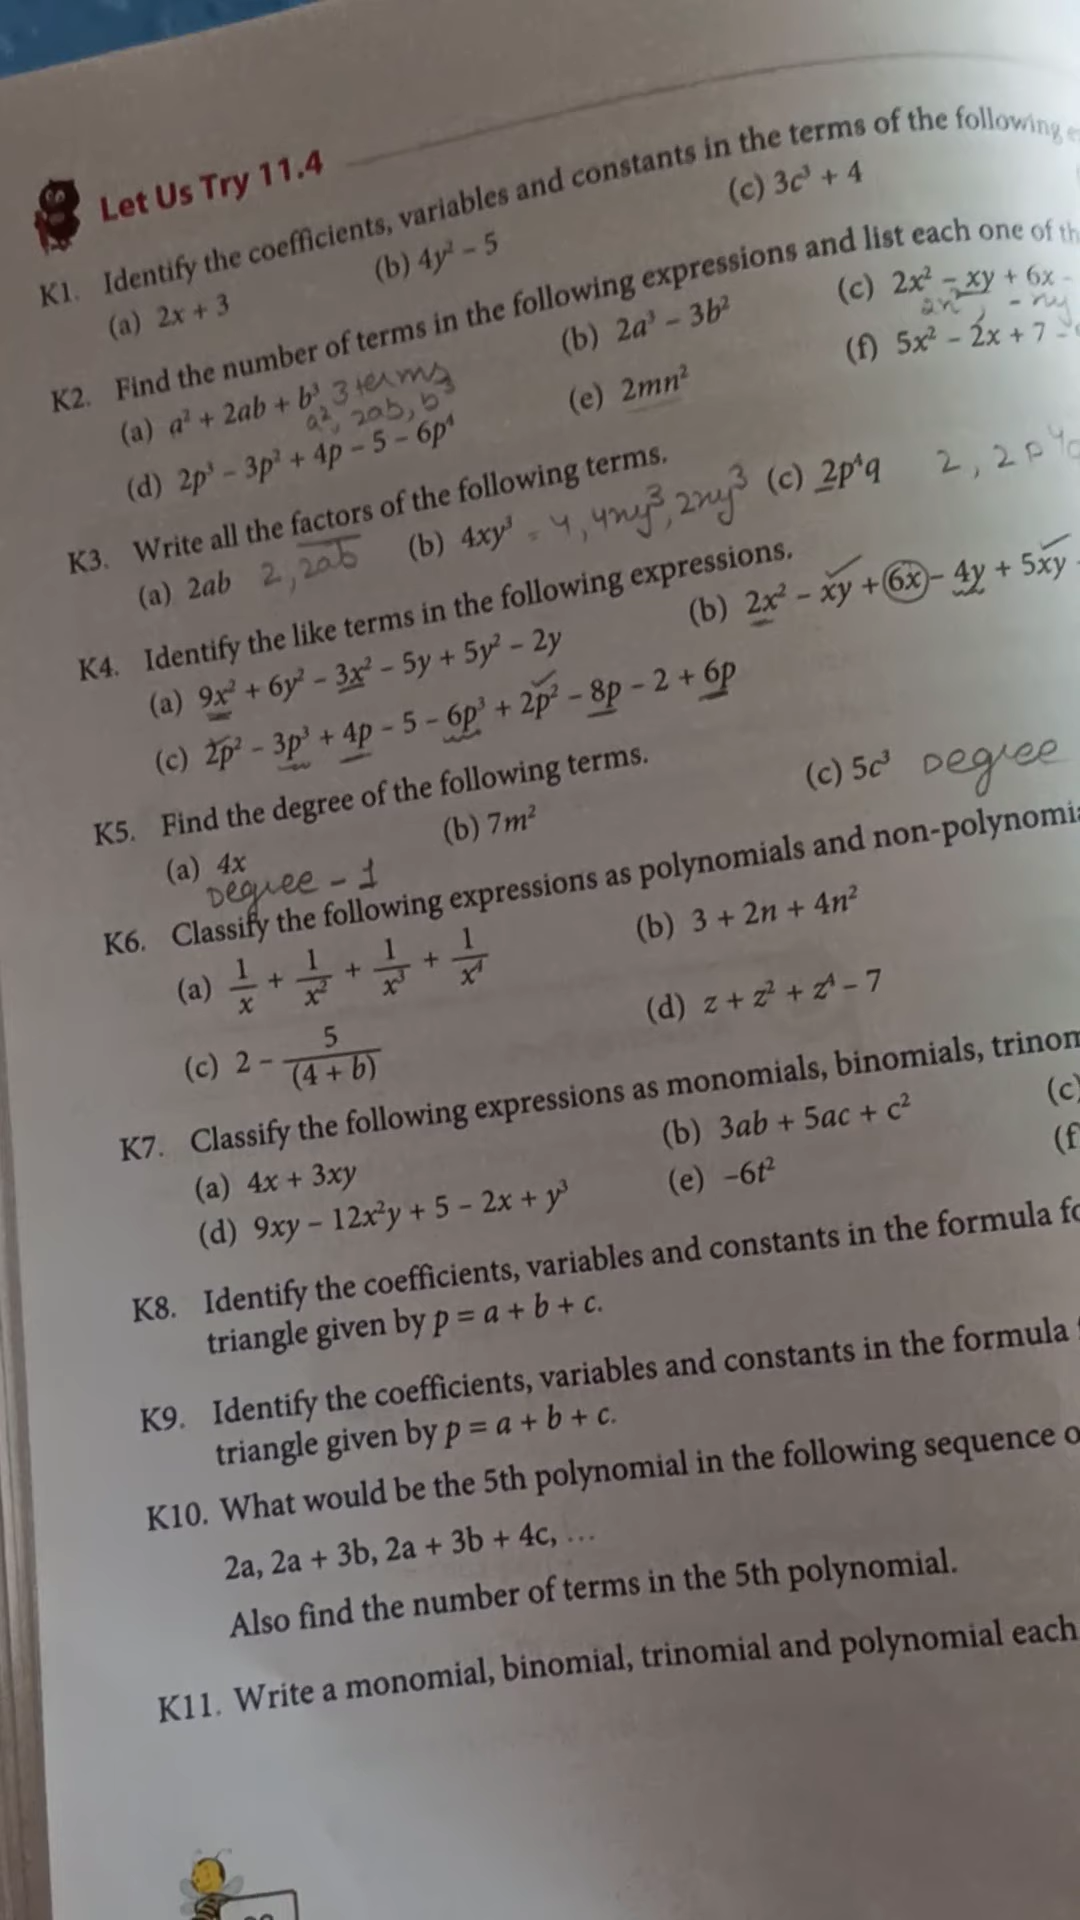 Let Us Try 11.4
K1. Identify the coefficients, variables and constants in the terms of the following
(a) 2x + 3 (b) 4y² – 5 (c) 3c³ + 4
K2. Find the number of terms in the following expressions and list each one of th
(a) a² + 2ab + b³ 3 terms (b) 2a³ – 3b² (c) 2x² – xy + 6x –
a², 2ab, b³
(d) 2p³ – 3p² + 4p – 5 – 6p⁴ (e) 2mn² (f) 5x² – 2x + 7
K3. Write all the factors of the following terms.
(a) 2ab 2, 2ab (b) 4xy³ - 4, 4xy³, 2xy³ (c) 2p⁴q 2, 2p
K4. Identify the like terms in the following expressions.
(a) 9x² + 6y² – 3x² – 5y + 5y² – 2y (b) 2x² – xy + 6x – 4y + 5xy
(c) 2p² – 3p³ + 4p – 5 – 6p³ + 2p² – 8p – 2 + 6p
K5. Find the degree of the following terms.
(a) 4x (b) 7m² (c) 5c³ Degree
Degree - 1
K6. Classify the following expressions as polynomials and non-polynomia
(a) 1/x + 1/x² + 1/x³ + 1/x⁴ (b) 3 + 2n + 4n²
(c) 2 – 5/(4 + b) (d) z + z² + z⁴ – 7
K7. Classify the following expressions as monomials, binomials, trinom
(a) 4x + 3xy (b) 3ab + 5ac + c² (c)
(d) 9xy – 12x²y + 5 – 2x + y³ (e) –6t² (f
K8. Identify the coefficients, variables and constants in the formula fo
triangle given by p = a + b + c.
K9. Identify the coefficients, variables and constants in the formula
triangle given by p = a + b + c.
K10. What would be the 5th polynomial in the following sequence o
2a, 2a + 3b, 2a + 3b + 4c, …
Also find the number of terms in the 5th polynomial.
K11. Write a monomial, binomial, trinomial and polynomial each